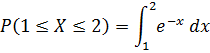 P(1 ≤ X ≤ 2) = ∫₁² e⁻ˣ dx